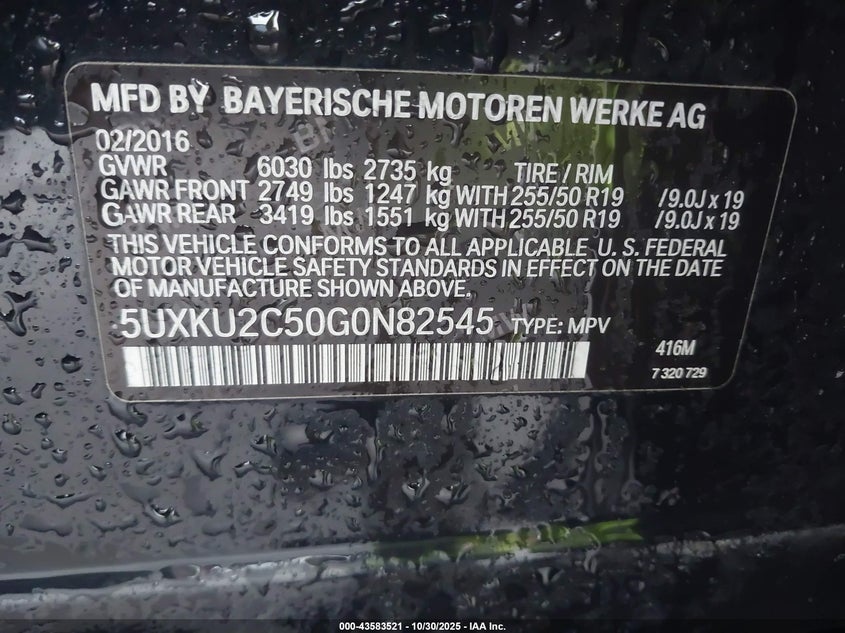 MFD BY BAYERISCHE MOTOREN WERKE AG
02/2016
GVWR 6030 lbs 2735 kg TIRE / RIM
GAWR FRONT 2749 lbs 1247 kg WITH 255/50 R19 /9.0J x 19
GAWR REAR 3419 lbs 1551 kg WITH 255/50 R19 /9.0J x 19
THIS VEHICLE CONFORMS TO ALL APPLICABLE U. S. FEDERAL
MOTOR VEHICLE SAFETY STANDARDS IN EFFECT ON THE DATE
OF MANUFACTURE SHOWN ABOVE.
5UXKU2C50G0N82545 TYPE: MPV
416M
7 320 729
000-43583521 - 10/30/2025 - IAA Inc.